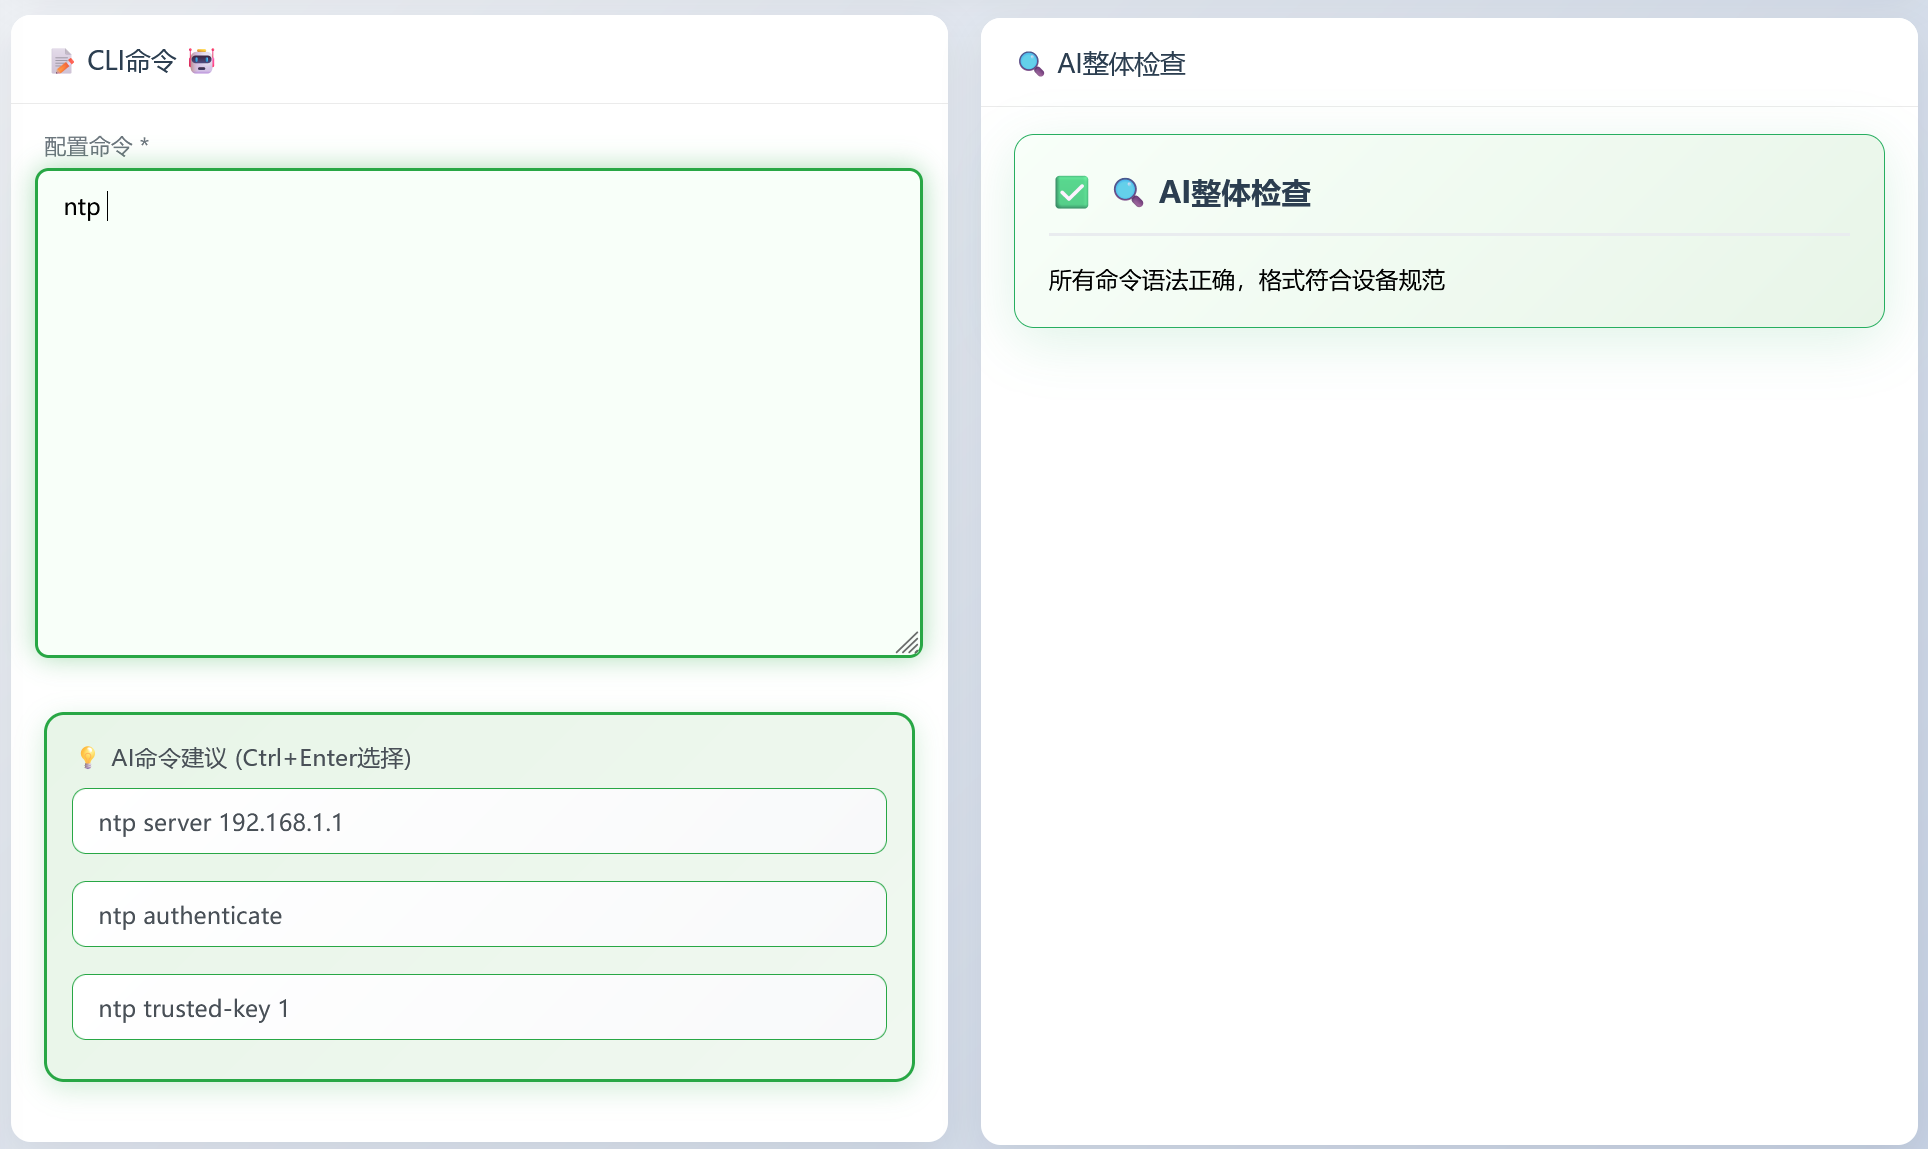 CLI命令
配置命令 *
ntp
AI命令建议 (Ctrl+Enter选择)
ntp server 192.168.1.1
ntp authenticate
ntp trusted-key 1
AI整体检查
AI整体检查
所有命令语法正确，格式符合设备规范